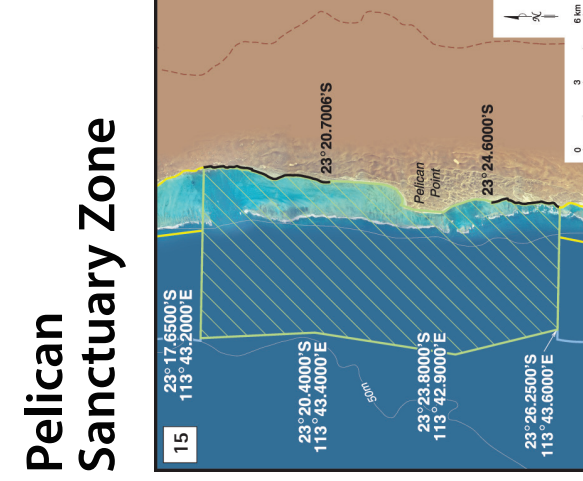 Pelican
Sanctuary Zone
15
23°17.6500'S
113°43.2000'E
23°20.4000'S
113°43.4000'E
50m
23°23.8000'S
113°42.9000'E
23°26.2500'S
113°43.6000'E
23°20.7006'S
Pelican
Point
23°24.6000'S
N
0 3 6 km